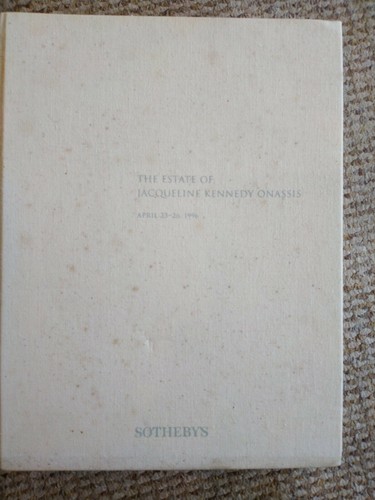 THE ESTATE OF
JACQUELINE KENNEDY ONASSIS
APRIL 23-26, 1996
SOTHEBYS